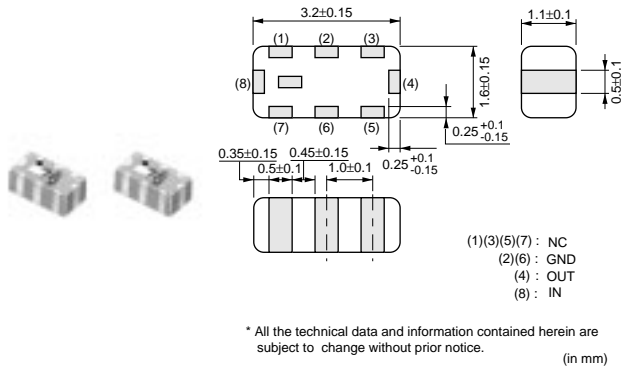 3.2±0.15
1.1±0.1
(1) (2) (3)
(8) (4)
1.6±0.15
0.5±0.1
(7) (6) (5)
0.25 +0.1 -0.15
0.35±0.15 0.45±0.15
0.5±0.1 1.0±0.1
0.25 +0.1 -0.15
(1)(3)(5)(7) : NC
(2)(6) : GND
(4) : OUT
(8) : IN
* All the technical data and information contained herein are
subject to change without prior notice.
(in mm)